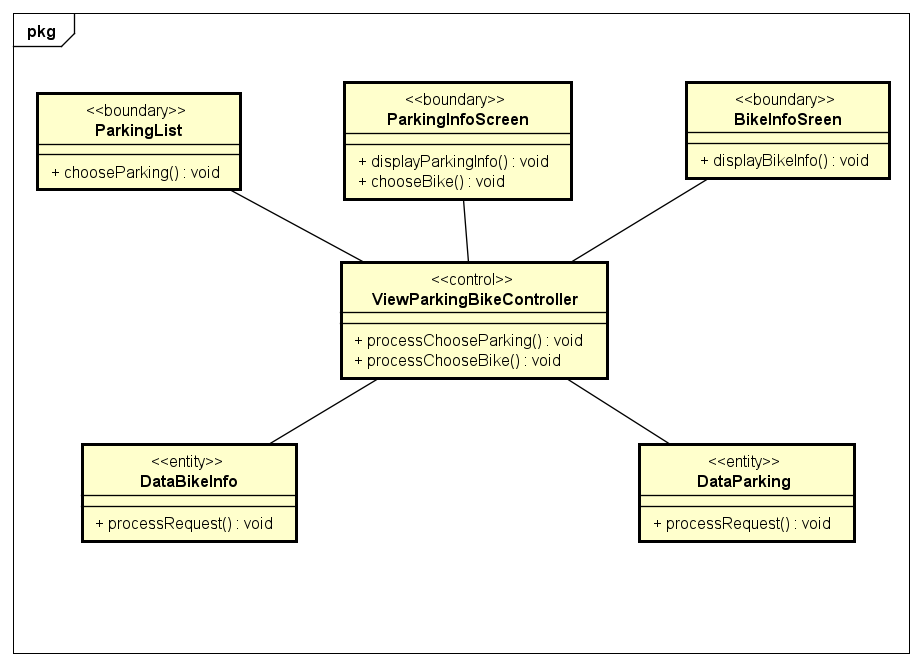 pkg
<<boundary>>
ParkingList
+ chooseParking() : void
<<boundary>>
ParkingInfoScreen
+ displayParkingInfo() : void
+ chooseBike() : void
<<boundary>>
BikeInfoSreen
+ displayBikeInfo() : void
<<control>>
ViewParkingBikeController
+ processChooseParking() : void
+ processChooseBike() : void
<<entity>>
DataBikeInfo
+ processRequest() : void
<<entity>>
DataParking
+ processRequest() : void